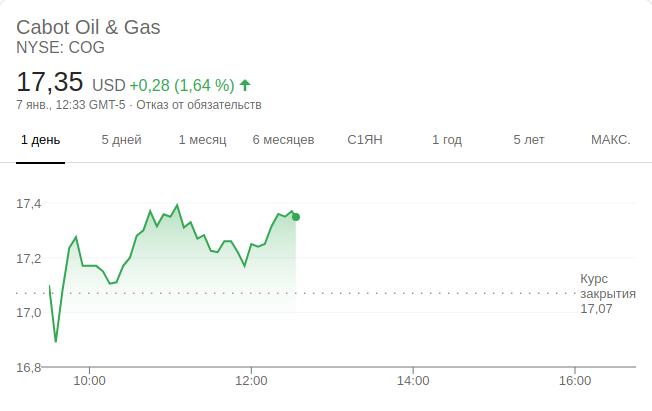 Cabot Oil & Gas
NYSE: COG
17,35 USD +0,28 (1,64 %)
7 янв., 12:33 GMT-5 · Отказ от обязательств
1 день 5 дней 1 месяц 6 месяцев С1ЯН 1 год 5 лет МАКС.
17,4
17,2
Курс
закрытия
17,07
17,0
16,8
10:00 12:00 14:00 16:00